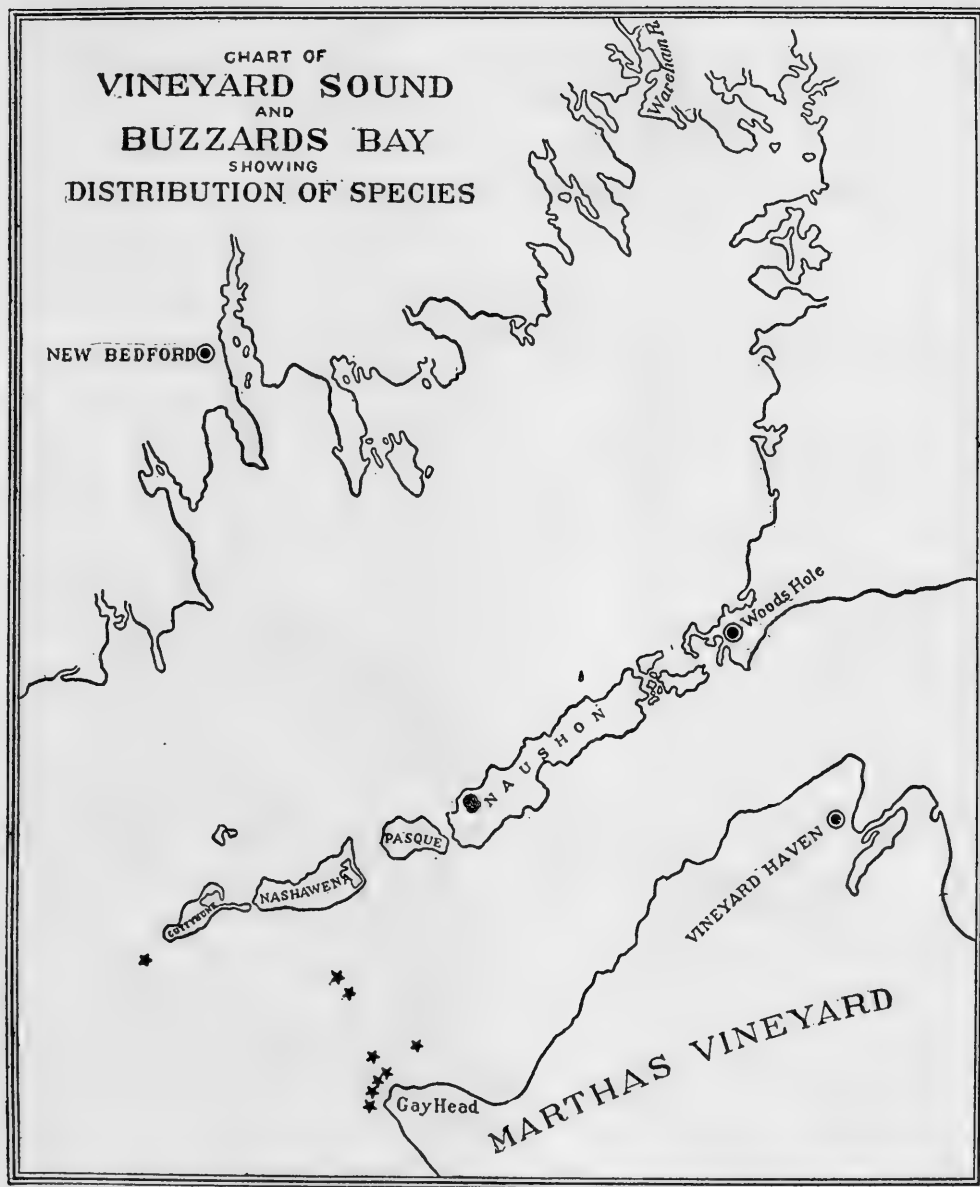 CHART OF
VINEYARD SOUND
AND
BUZZARDS BAY
SHOWING
DISTRIBUTION OF SPECIES
Wareham R.
NEW BEDFORD
Woods Hole
NAUSHON
PASQUE
NASHAWENA
CUTTYHUNK
VINEYARD HAVEN
MARTHAS VINEYARD
Gay Head